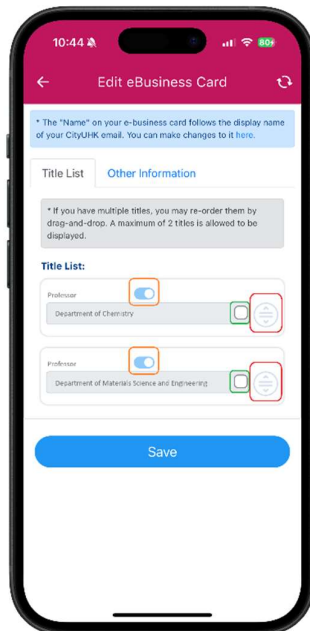 10:44
80+
Edit eBusiness Card
* The "Name" on your e-business card follows the display name
of your CityUHK email. You can make changes to it here.
Title List
Other Information
* If you have multiple titles, you may re-order them by
drag-and-drop. A maximum of 2 titles is allowed to be
displayed.
Title List:
Professor
Department of Chemistry
Professor
Department of Materials Science and Engineering
Save